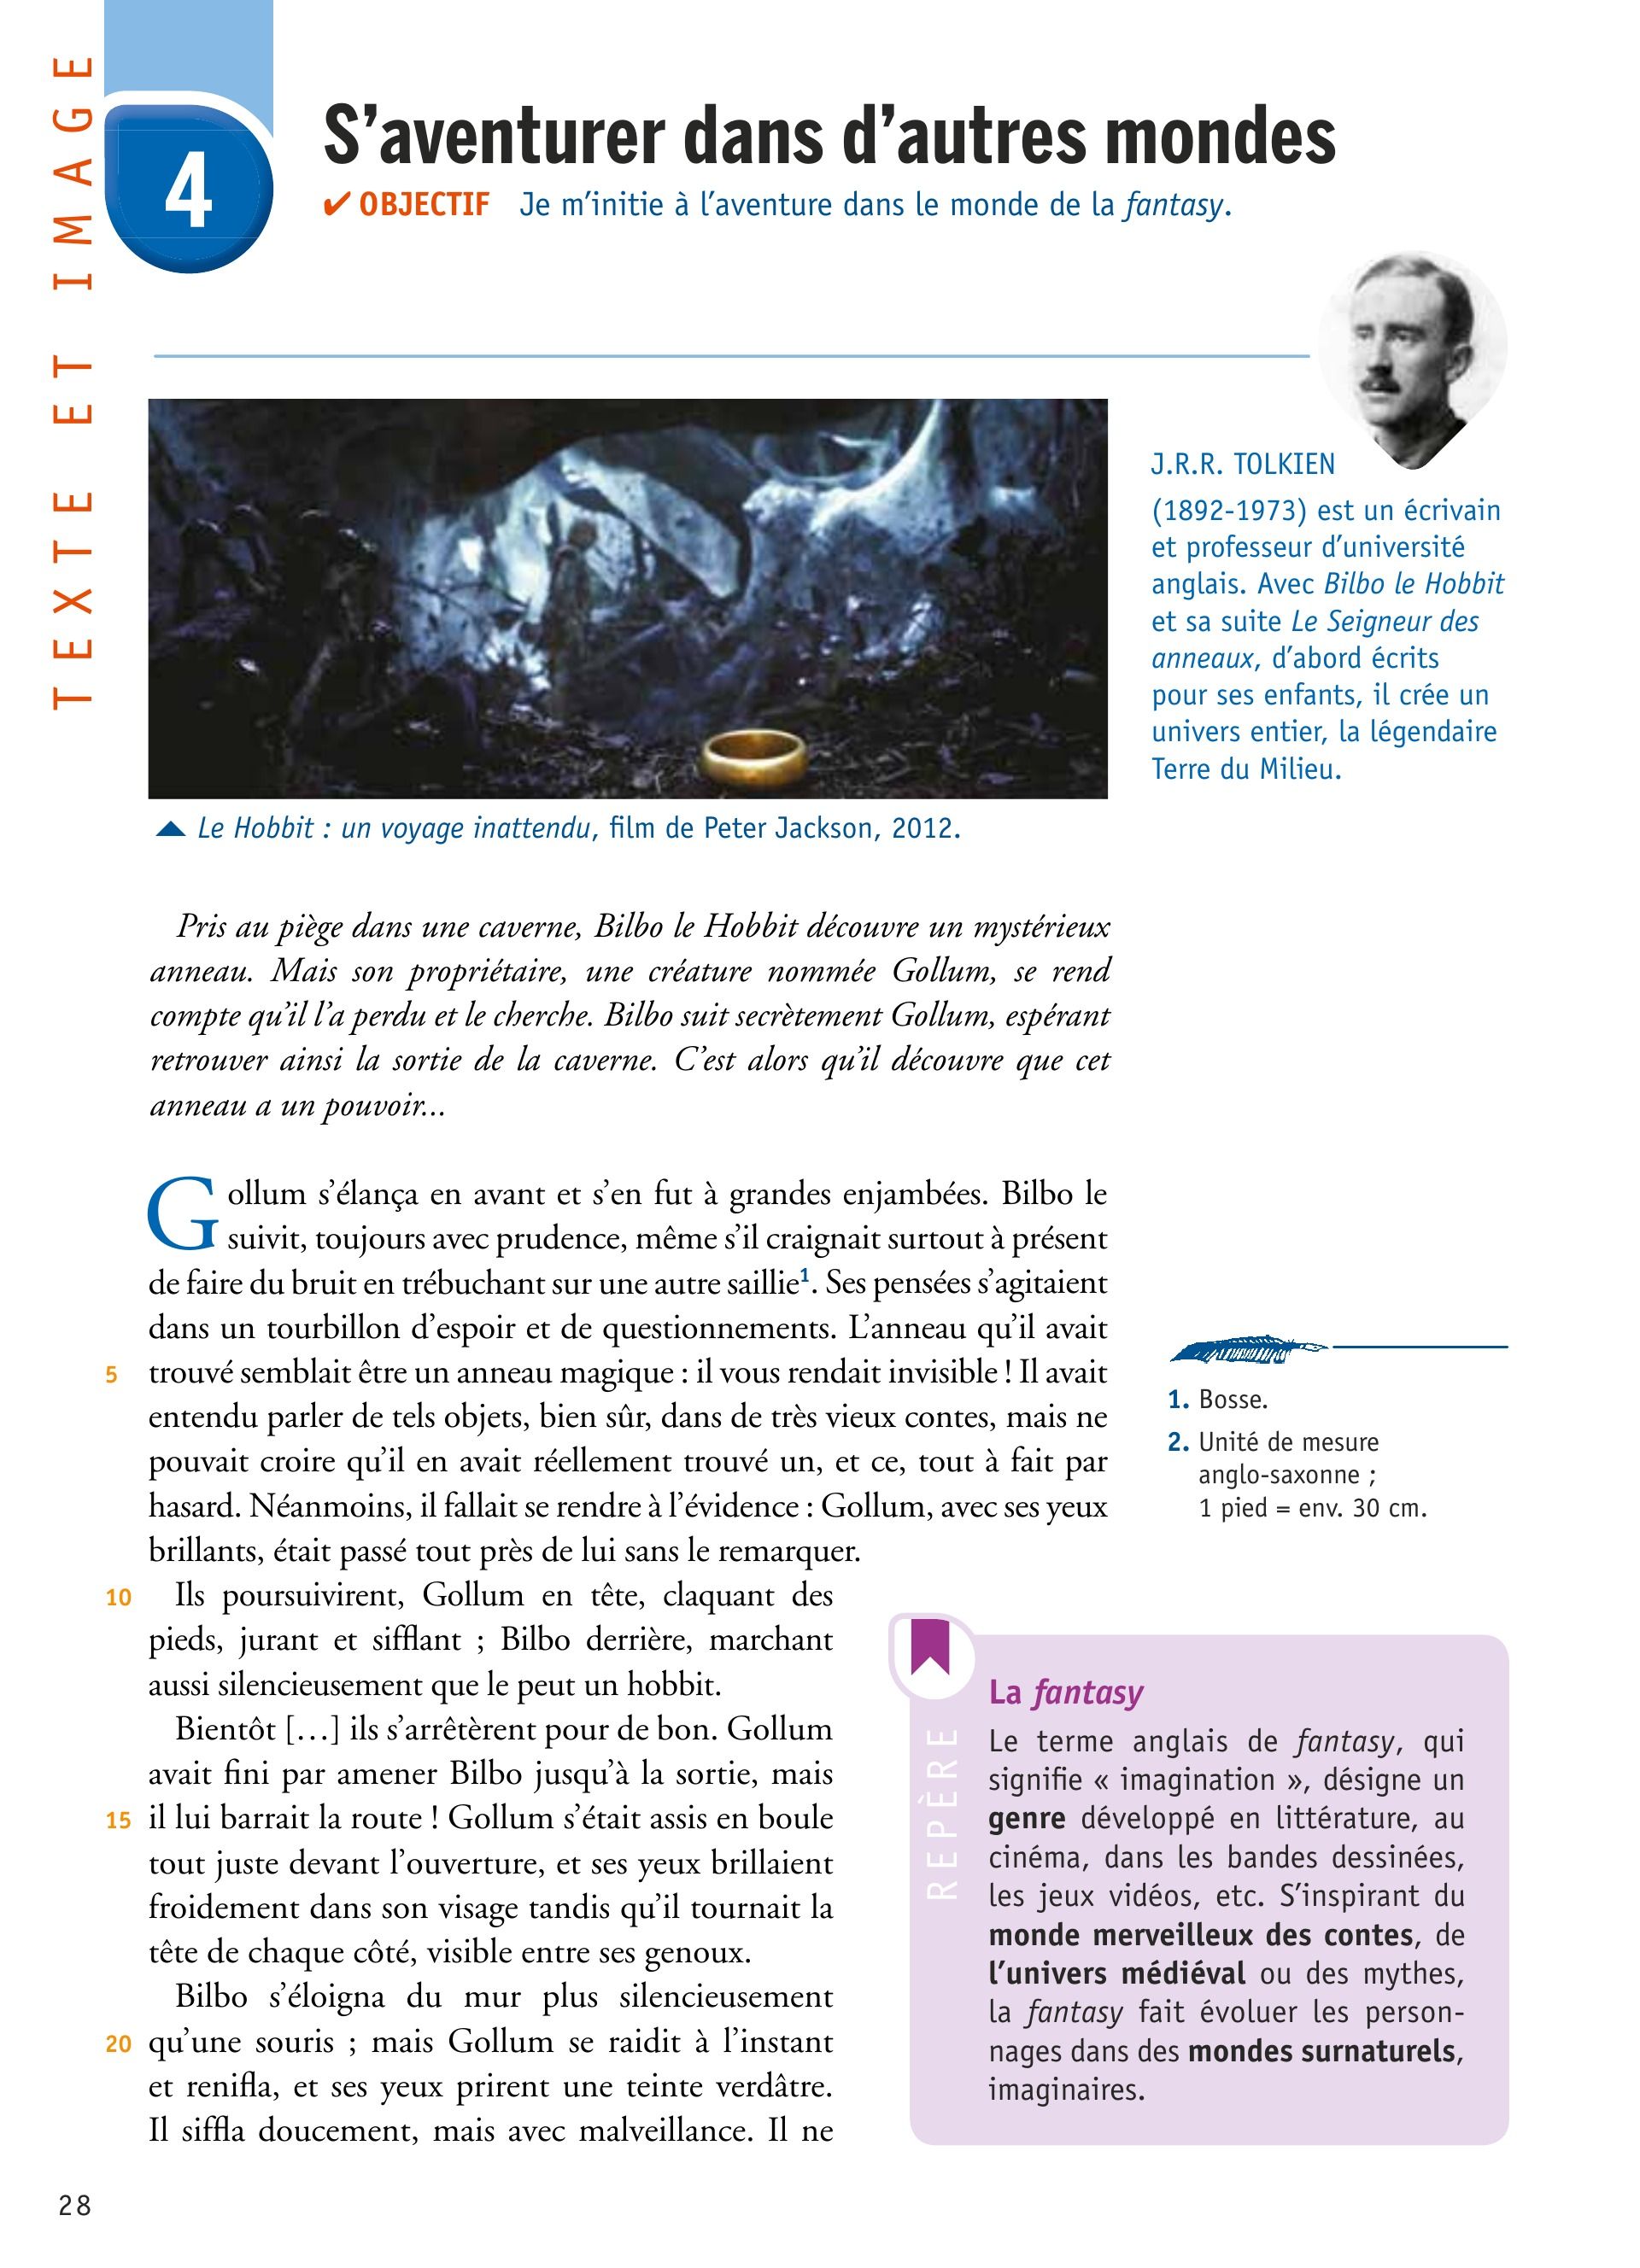 TEXTE ET IMAGE
4
S’aventurer dans d’autres mondes
✔ OBJECTIF Je m’initie à l’aventure dans le monde de la fantasy.
J.R.R. TOLKIEN
(1892-1973) est un écrivain
et professeur d’université
anglais. Avec Bilbo le Hobbit
et sa suite Le Seigneur des
anneaux, d’abord écrits
pour ses enfants, il crée un
univers entier, la légendaire
Terre du Milieu.
Le Hobbit : un voyage inattendu, film de Peter Jackson, 2012.
Pris au piège dans une caverne, Bilbo le Hobbit découvre un mystérieux
anneau. Mais son propriétaire, une créature nommée Gollum, se rend
compte qu’il l’a perdu et le cherche. Bilbo suit secrètement Gollum, espérant
retrouver ainsi la sortie de la caverne. C’est alors qu’il découvre que cet
anneau a un pouvoir...
Gollum s’élança en avant et s’en fut à grandes enjambées. Bilbo le
suivit, toujours avec prudence, même s’il craignait surtout à présent
de faire du bruit en trébuchant sur une autre saillie1. Ses pensées s’agitaient
dans un tourbillon d’espoir et de questionnements. L’anneau qu’il avait
5 trouvé semblait être un anneau magique : il vous rendait invisible ! Il avait
entendu parler de tels objets, bien sûr, dans de très vieux contes, mais ne
pouvait croire qu’il en avait réellement trouvé un, et ce, tout à fait par
hasard. Néanmoins, il fallait se rendre à l’évidence : Gollum, avec ses yeux
brillants, était passé tout près de lui sans le remarquer.
10 Ils poursuivirent, Gollum en tête, claquant des
pieds, jurant et sifflant ; Bilbo derrière, marchant
aussi silencieusement que le peut un hobbit.
Bientôt […] ils s’arrêtèrent pour de bon. Gollum
avait fini par amener Bilbo jusqu’à la sortie, mais
15 il lui barrait la route ! Gollum s’était assis en boule
tout juste devant l’ouverture, et ses yeux brillaient
froidement dans son visage tandis qu’il tournait la
tête de chaque côté, visible entre ses genoux.
Bilbo s’éloigna du mur plus silencieusement
20 qu’une souris ; mais Gollum se raidit à l’instant
et renifla, et ses yeux prirent une teinte verdâtre.
Il siffla doucement, mais avec malveillance. Il ne
1. Bosse.
2. Unité de mesure
anglo-saxonne ;
1 pied = env. 30 cm.
REPÈRE
La fantasy
Le terme anglais de fantasy, qui
signifie « imagination », désigne un
genre développé en littérature, au
cinéma, dans les bandes dessinées,
les jeux vidéos, etc. S’inspirant du
monde merveilleux des contes, de
l’univers médiéval ou des mythes,
la fantasy fait évoluer les person-
nages dans des mondes surnaturels,
imaginaires.
28